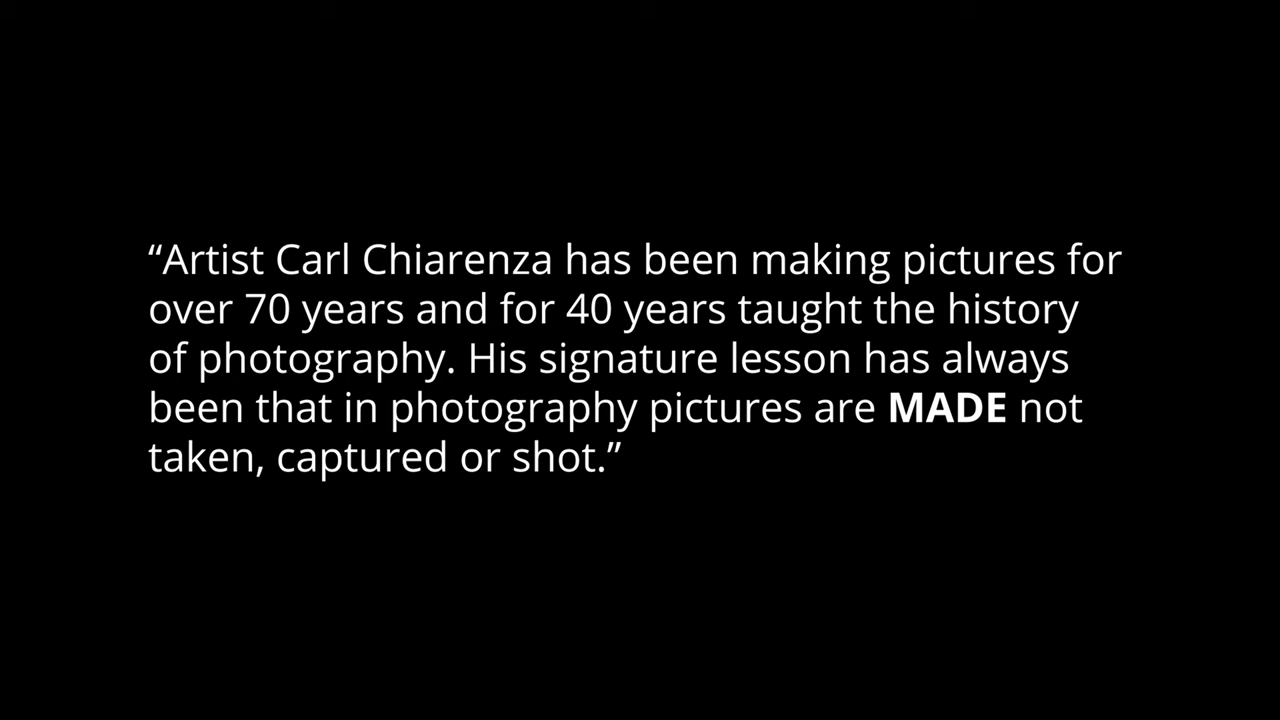 “Artist Carl Chiarenza has been making pictures for
over 70 years and for 40 years taught the history
of photography. His signature lesson has always
been that in photography pictures are MADE not
taken, captured or shot.”